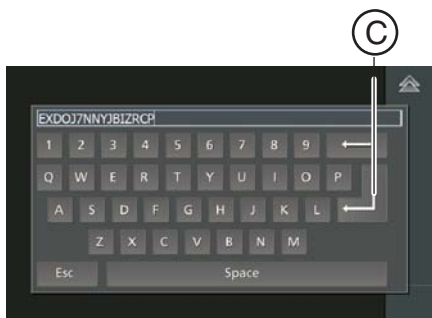 C
EXDOJ7NNYJBIZRCP
1 2 3 4 5 6 7 8 9
Q W E R T Y U I O P
A S D F G H J K L
Z X C V B N M
Esc Space